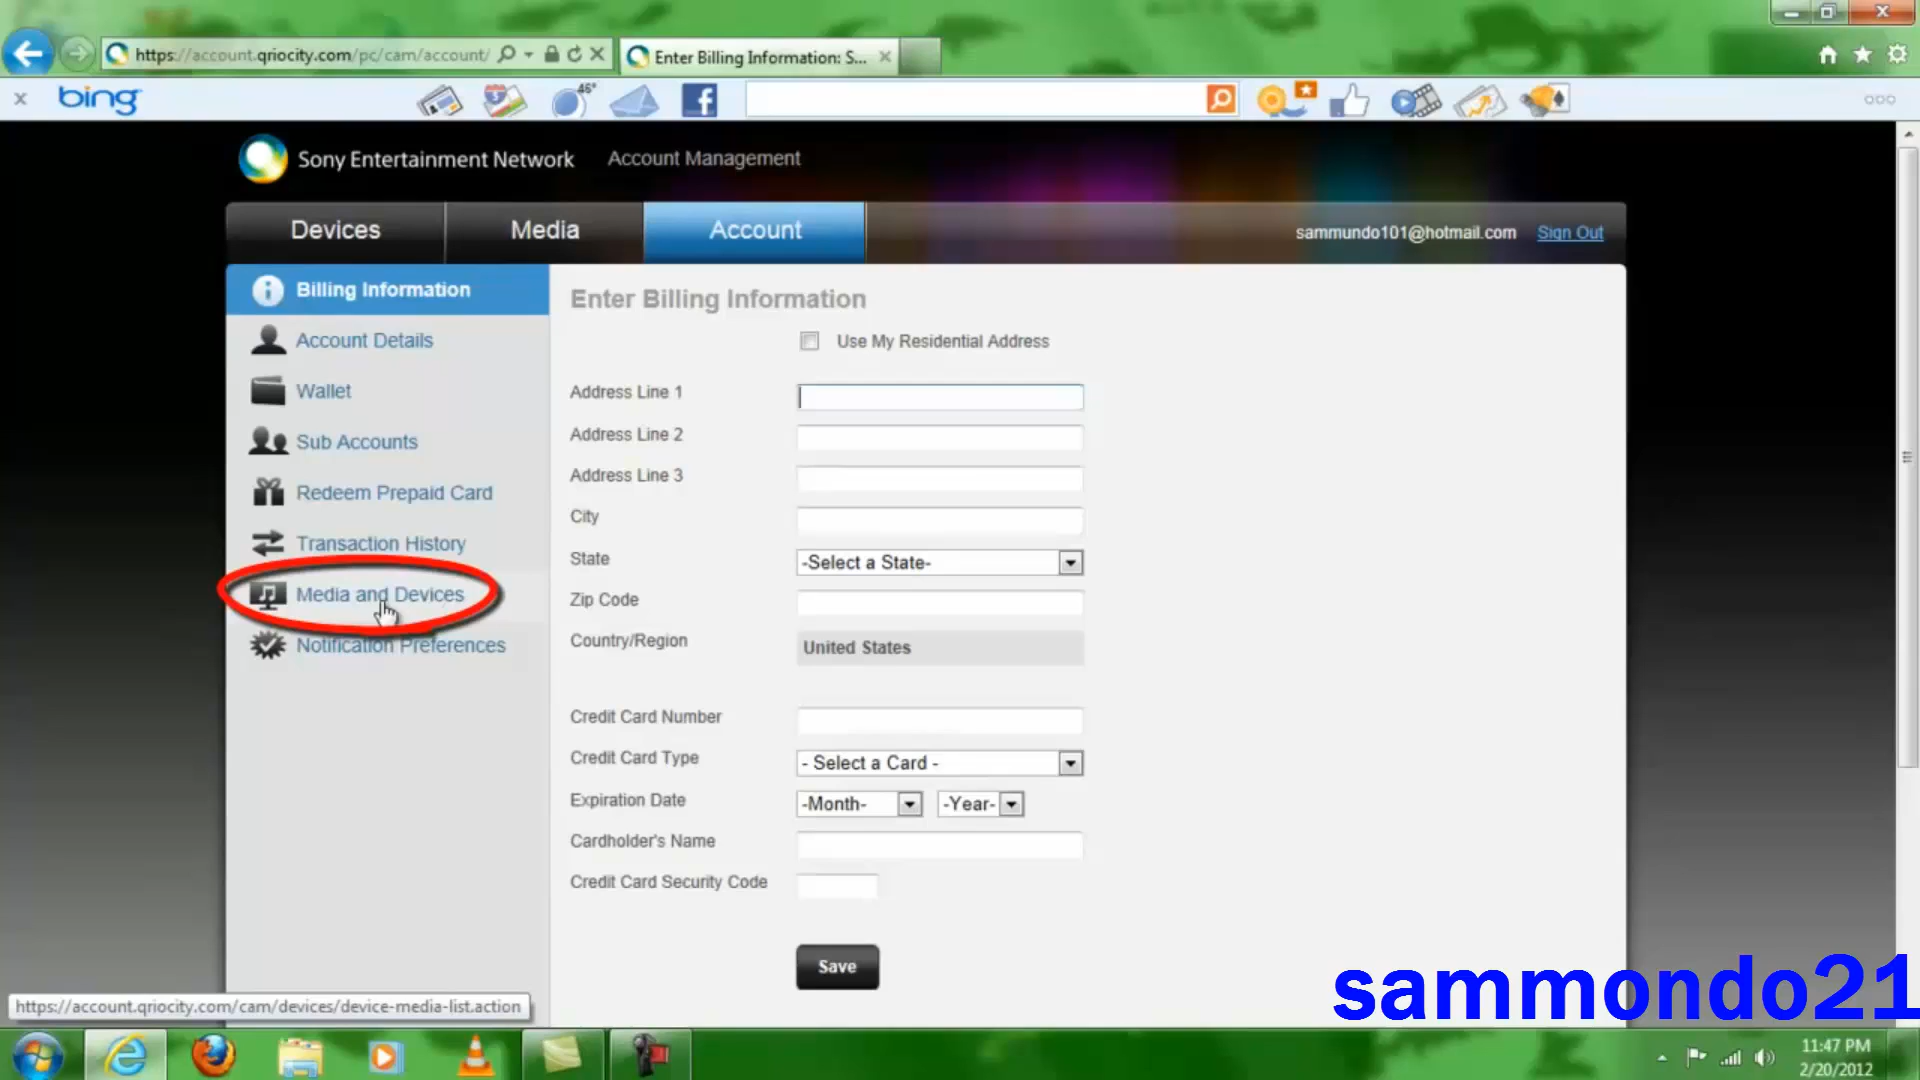 https://account.qriocity.com/pc/cam/account/
Enter Billing Information: S...
bing
46°
f
Sony Entertainment Network
Account Management
Devices
Media
Account
sammundo101@hotmail.com
Sign Out
Billing Information
Account Details
Wallet
Sub Accounts
Redeem Prepaid Card
Transaction History
Media and Devices
Notification Preferences
Enter Billing Information
Use My Residential Address
Address Line 1
Address Line 2
Address Line 3
City
State
-Select a State-
Zip Code
Country/Region
United States
Credit Card Number
Credit Card Type
- Select a Card -
Expiration Date
-Month-
-Year-
Cardholder's Name
Credit Card Security Code
Save
sammondo21
https://account.qriocity.com/cam/devices/device-media-list.action
11:47 PM
2/20/2012